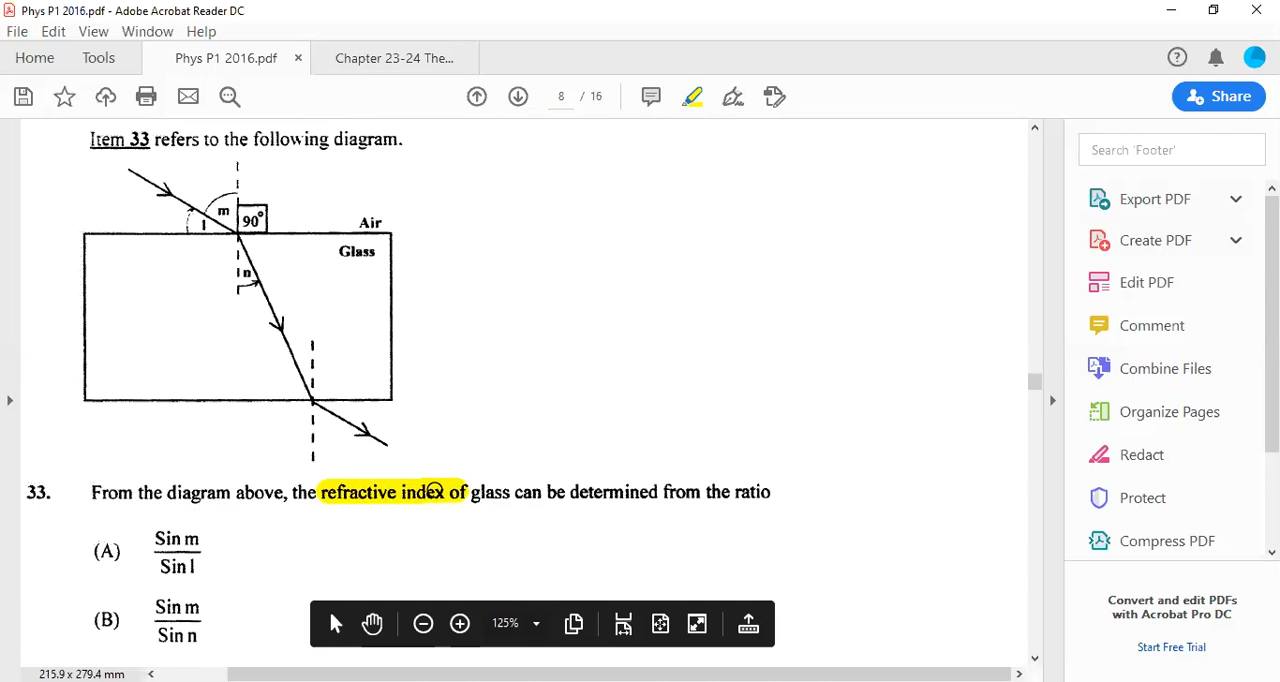 Phys P1 2016.pdf - Adobe Acrobat Reader DC
File Edit View Window Help
Home Tools Phys P1 2016.pdf × Chapter 23-24 The...
8 / 16
Share
Item 33 refers to the following diagram.
m
l
90°
Air
Glass
n
33. From the diagram above, the refractive index of glass can be determined from the ratio
(A) Sin m
Sin l
(B) Sin m
Sin n
125%
215.9 x 279.4 mm
Search 'Footer'
Export PDF
Create PDF
Edit PDF
Comment
Combine Files
Organize Pages
Redact
Protect
Compress PDF
Convert and edit PDFs
with Acrobat Pro DC
Start Free Trial